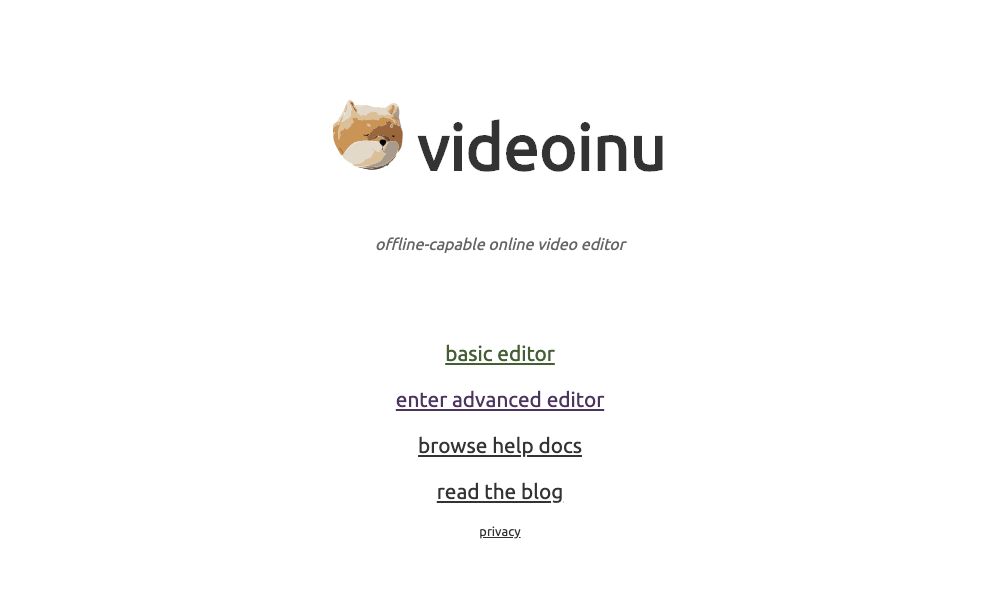 videoinu
offline-capable online video editor
basic editor
enter advanced editor
browse help docs
read the blog
privacy